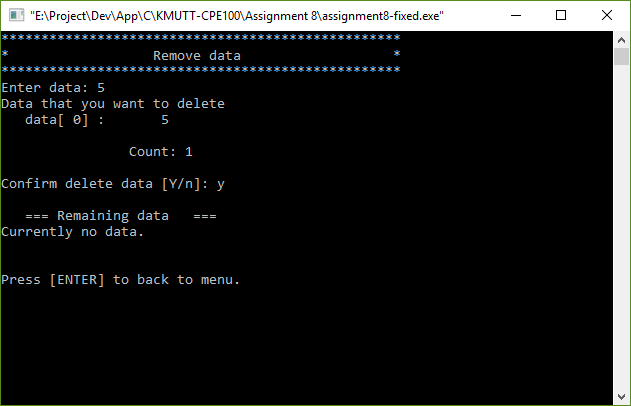 "E:\Project\Dev\App\C\KMUTT-CPE100\Assignment 8\assignment8-fixed.exe"
**************************************************
*                  Remove data                   *
**************************************************
Enter data: 5
Data that you want to delete
   data[ 0] :       5
                Count: 1
Confirm delete data [Y/n]: y
   === Remaining data   ===
Currently no data.
Press [ENTER] to back to menu.